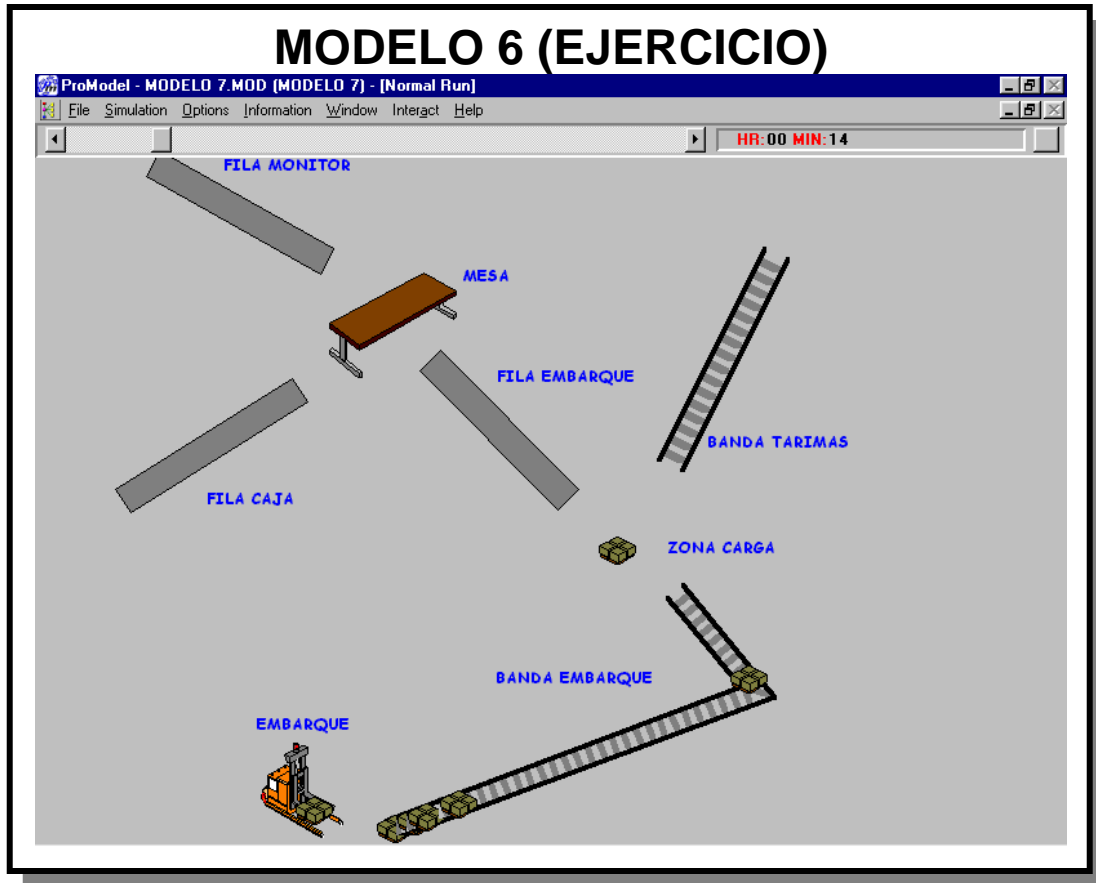 MODELO 6 (EJERCICIO)
ProModel - MODELO 7.MOD (MODELO 7) - [Normal Run]
File Simulation Options Information Window Interact Help
HR:00 MIN:14
FILA MONITOR
MESA
FILA EMBARQUE
BANDA TARIMAS
FILA CAJA
ZONA CARGA
BANDA EMBARQUE
EMBARQUE